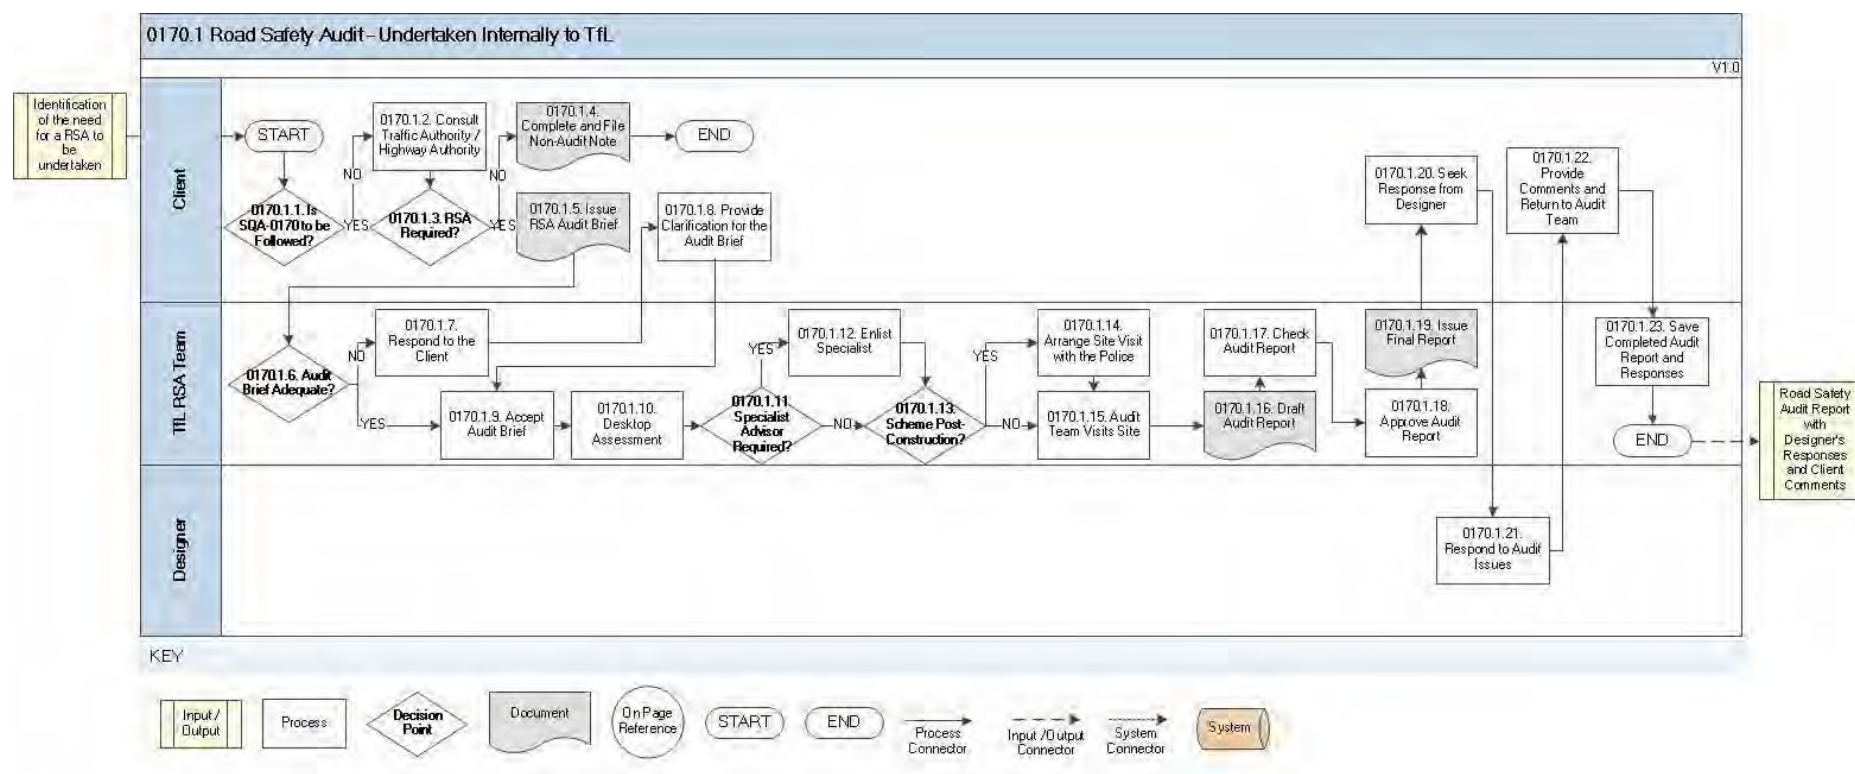 0170.1 Road Safety Audit – Undertaken Internally to TfL
V1.0
Identification
of the need
for a RSA to
be
undertaken
Client
START
0170.1.2. Consult
Traffic Authority /
Highway Authority
0170.1.4.
Complete and File
Non-Audit Note
END
NO
NO
0170.1.1. Is
SQA-0170 to be
Followed?
YES
0170.1.3. RSA
Required?
YES
0170.1.5. Issue
RSA Audit Brief
0170.1.8. Provide
Clarification for the
Audit Brief
0170.1.20. Seek
Response from
Designer
0170.1.22.
Provide
Comments and
Return to Audit
Team
TfL RSA Team
0170.1.6. Audit
Brief Adequate?
NO
0170.1.7.
Respond to the
Client
YES
0170.1.9. Accept
Audit Brief
0170.1.10.
Desktop
Assessment
0170.1.11.
Specialist
Advisor
Required?
YES
0170.1.12. Enlist
Specialist
NO
0170.1.13.
Scheme Post-
Construction?
YES
0170.1.14.
Arrange Site Visit
with the Police
NO
0170.1.15. Audit
Team Visits Site
0170.1.17. Check
Audit Report
0170.1.16. Draft
Audit Report
0170.1.19. Issue
Final Report
0170.1.18.
Approve Audit
Report
0170.1.23. Save
Completed Audit
Report and
Responses
END
Road Safety
Audit Report
with
Designer's
Responses
and Client
Comments
Designer
0170.1.21.
Respond to Audit
Issues
KEY
Input /
Output
Process
Decision
Point
Document
On Page
Reference
START
END
Process
Connector
Input /Output
Connector
System
Connector
System